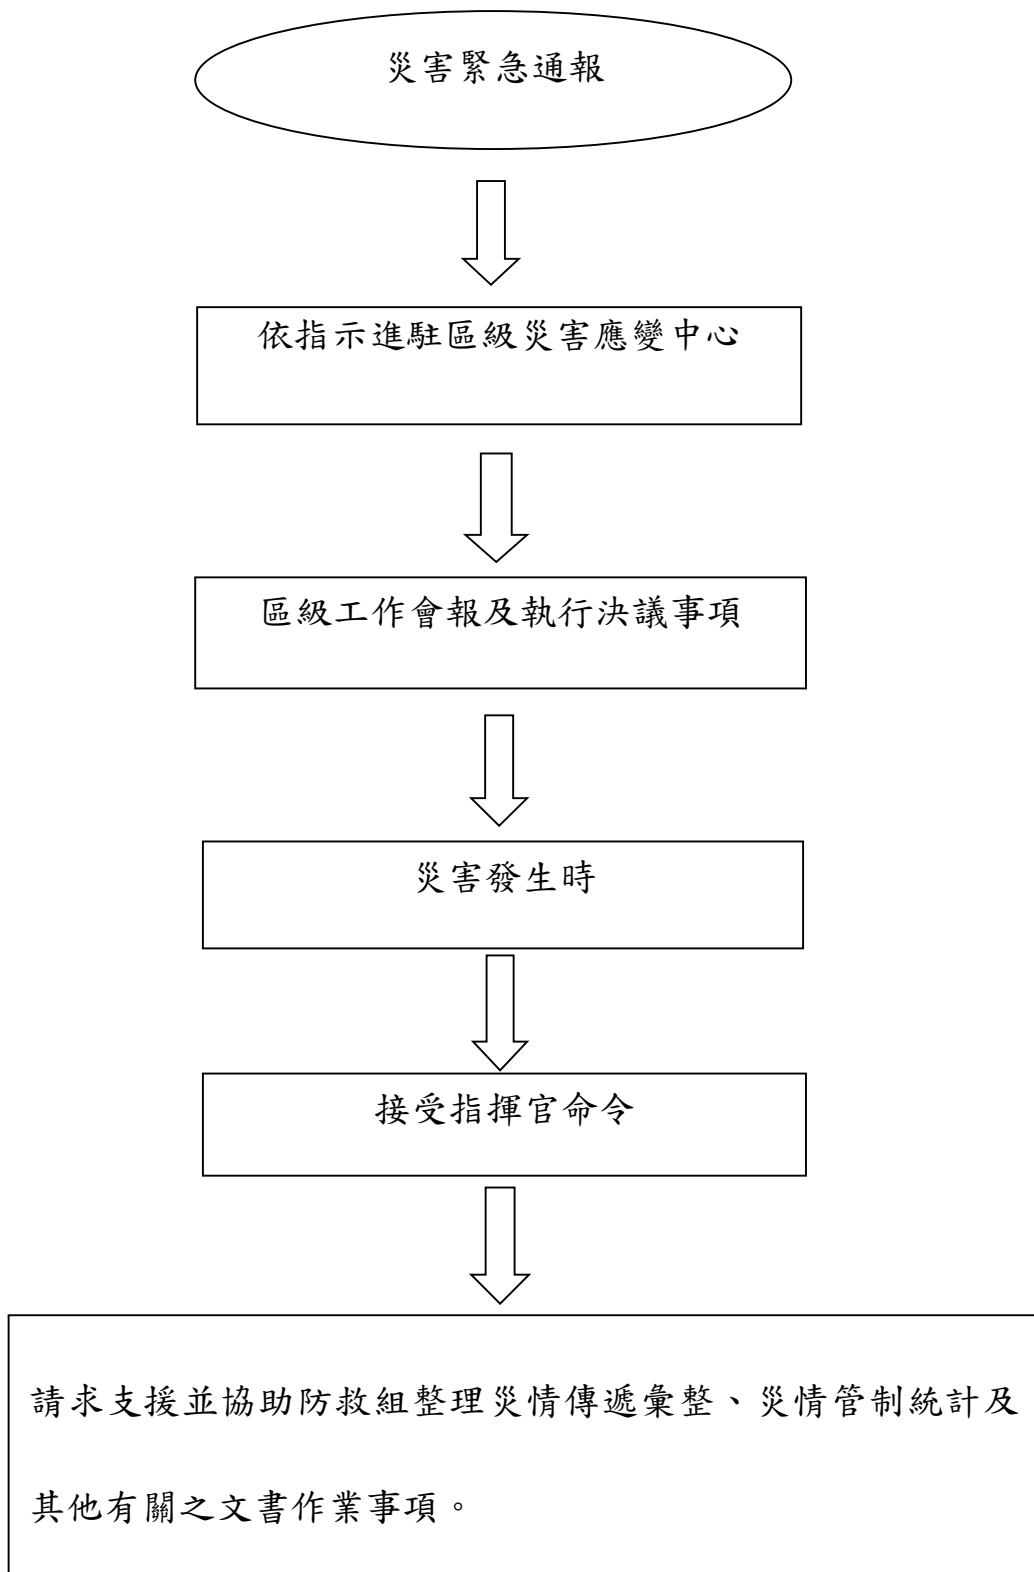 災害緊急通報
依指示進駐區級災害應變中心
區級工作會報及執行決議事項
災害發生時
接受指揮官命令
請求支援並協助防救組整理災情傳遞彙整、災情管制統計及
其他有關之文書作業事項。